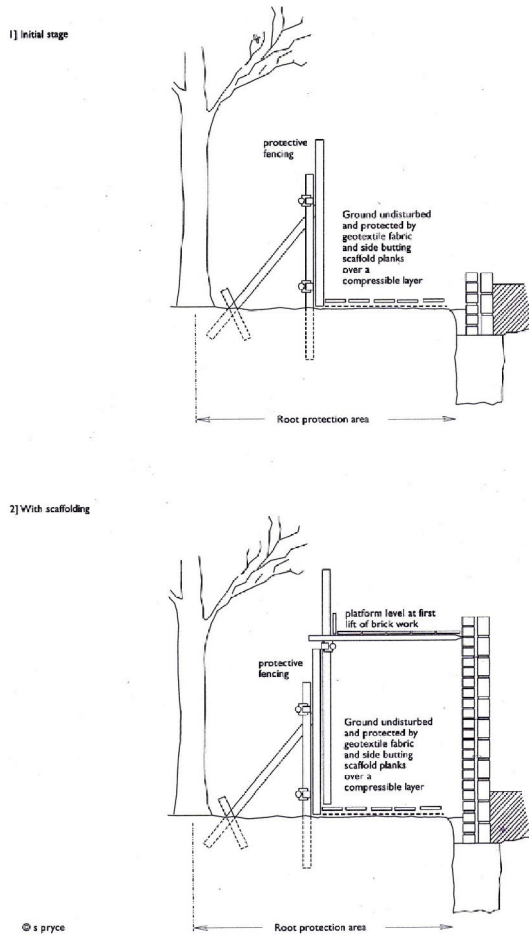 1] Initial stage
protective
fencing
Ground undisturbed
and protected by
geotextile fabric
and side butting
scaffold planks
over a
compressible layer
Root protection area
2] With scaffolding
platform level at first
lift of brick work
protective
fencing
Ground undisturbed
and protected by
geotextile fabric
and side butting
scaffold planks
over a
compressible layer
© s pryce
Root protection area